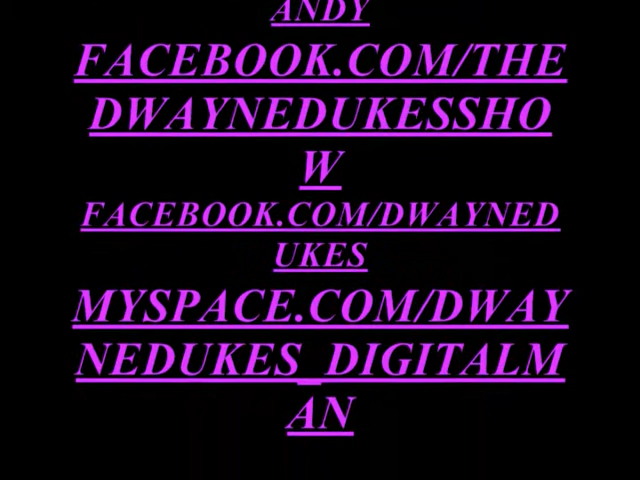 ANDY
FACEBOOK.COM/THE
DWAYNEDUKESSHO
W
FACEBOOK.COM/DWAYNED
UKES
MYSPACE.COM/DWAY
NEDUKES_DIGITALM
AN